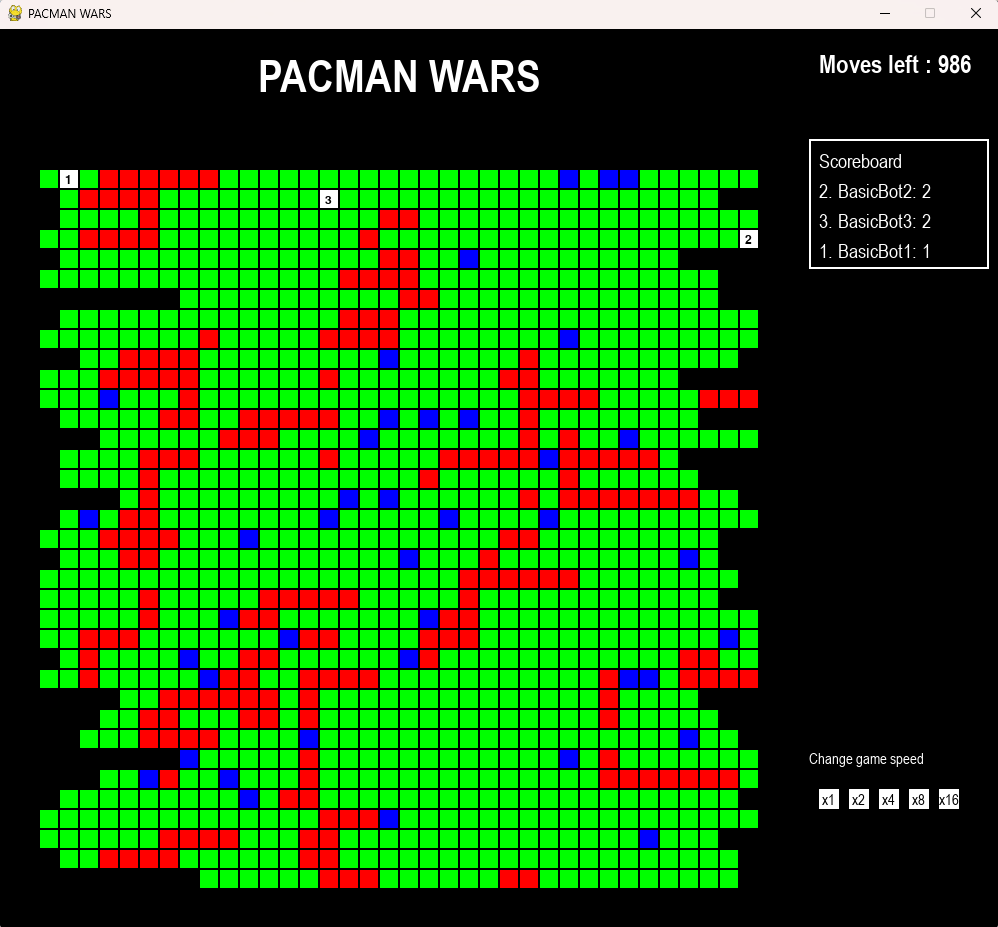 PACMAN WARS
PACMAN WARS
Moves left : 986
Scoreboard
2. BasicBot2: 2
3. BasicBot3: 2
1. BasicBot1: 1
1
3
2
Change game speed
x1 x2 x4 x8 x16